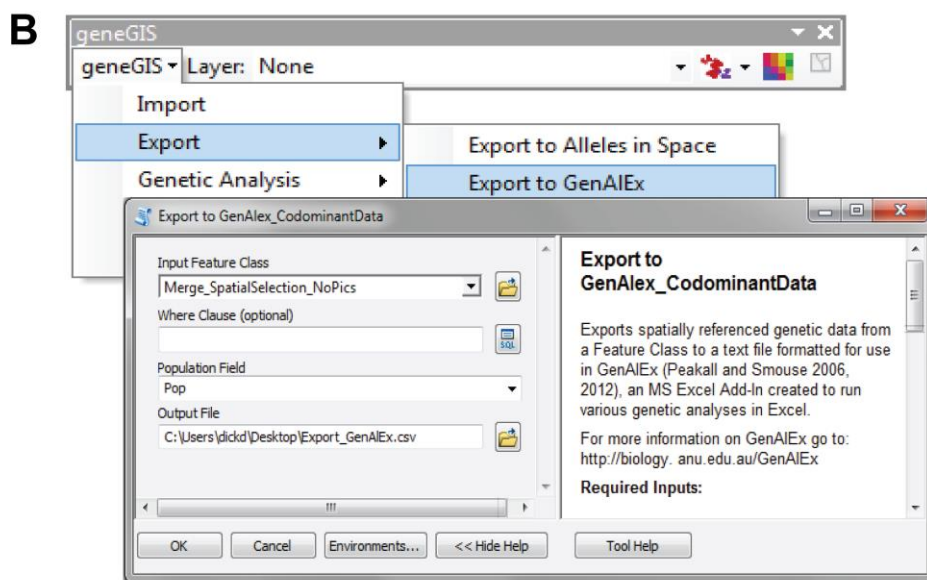 B
geneGIS
geneGIS Layer: None
Import
Export
Export to Alleles in Space
Genetic Analysis
Export to GenAlEx
Export to GenAlex_CodominantData
Input Feature Class
Merge_SpatialSelection_NoPics
Where Clause (optional)
SQL
Population Field
Pop
Output File
C:\Users\dickd\Desktop\Export_GenAlEx.csv
Export to
GenAlex_CodominantData
Exports spatially referenced genetic data from
a Feature Class to a text file formatted for use
in GenAlEx (Peakall and Smouse 2006,
2012), an MS Excel Add-In created to run
various genetic analyses in Excel.
For more information on GenAlEx go to:
http://biology. anu.edu.au/GenAlEx
Required Inputs:
OK
Cancel
Environments...
<< Hide Help
Tool Help